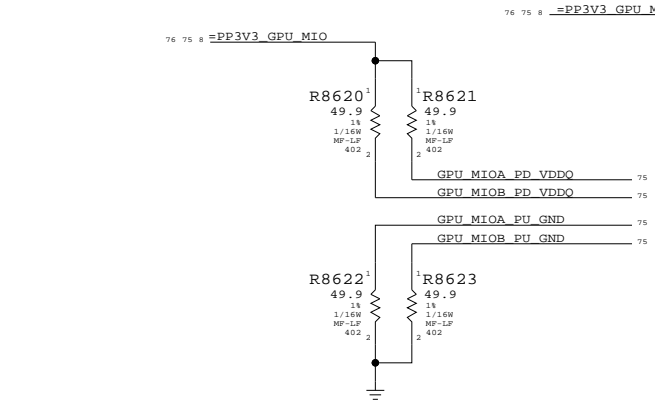 76 75 8 =PP3V3_GPU_M
76 75 8 =PP3V3_GPU_MIO
R8620 1
49.9
1%
1/16W
MF-LF
402
2
1 R8621
49.9
1%
1/16W
MF-LF
402
2
GPU_MIOA_PD_VDDQ 75
GPU_MIOB_PD_VDDQ 75
GPU_MIOA_PU_GND 75
GPU_MIOB_PU_GND 75
R8622 1
49.9
1%
1/16W
MF-LF
402
2
1 R8623
49.9
1%
1/16W
MF-LF
402
2